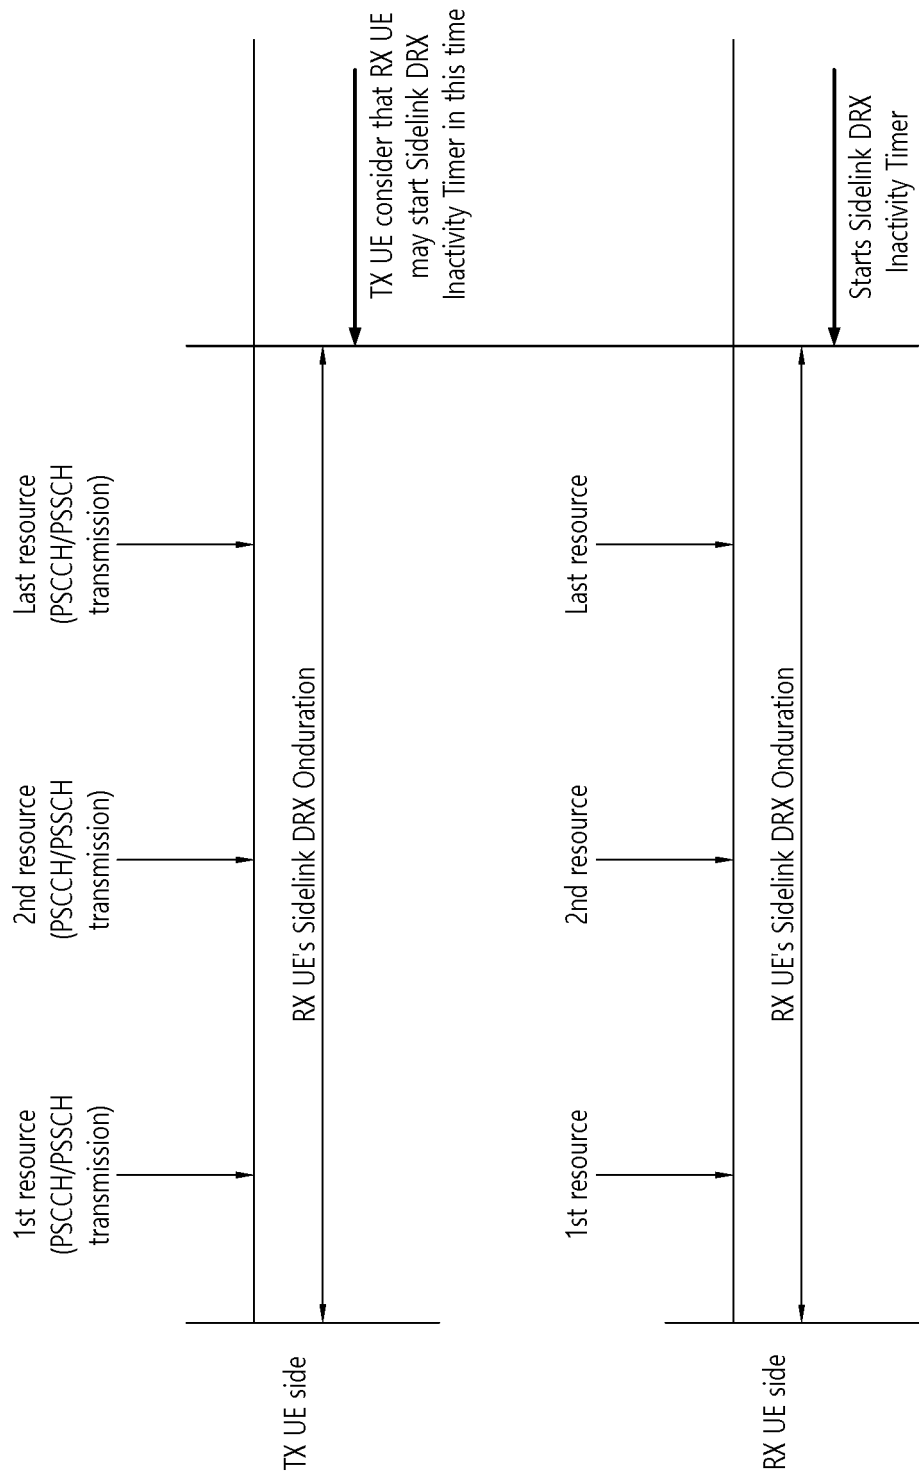 1st resource
(PSCCH/PSSCH
transmission)
2nd resource
(PSCCH/PSSCH
transmission)
Last resource
(PSCCH/PSSCH
transmission)
TX UE side
RX UE's Sidelink DRX Onduration
TX UE consider that RX UE
may start Sidelink DRX
Inactivity Timer in this time
1st resource
2nd resource
Last resource
RX UE side
RX UE's Sidelink DRX Onduration
Starts Sidelink DRX
Inactivity Timer